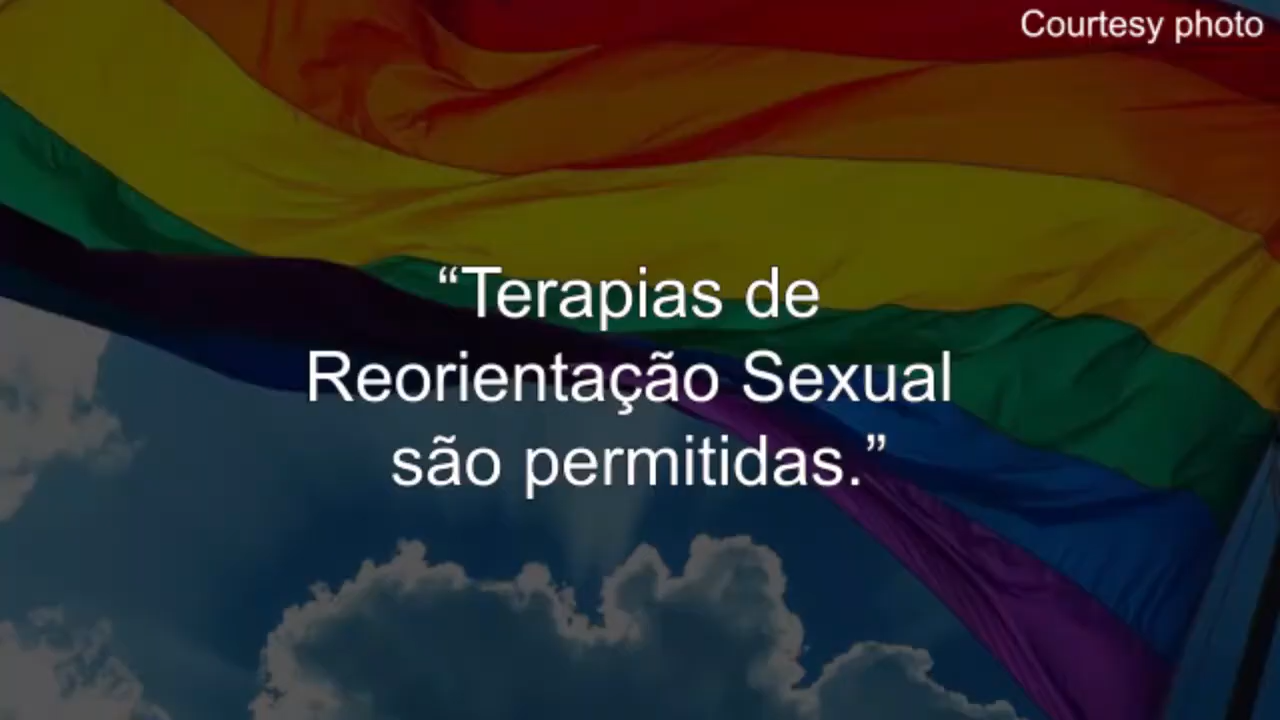 Courtesy photo
“Terapias de
Reorientação Sexual
são permitidas.”